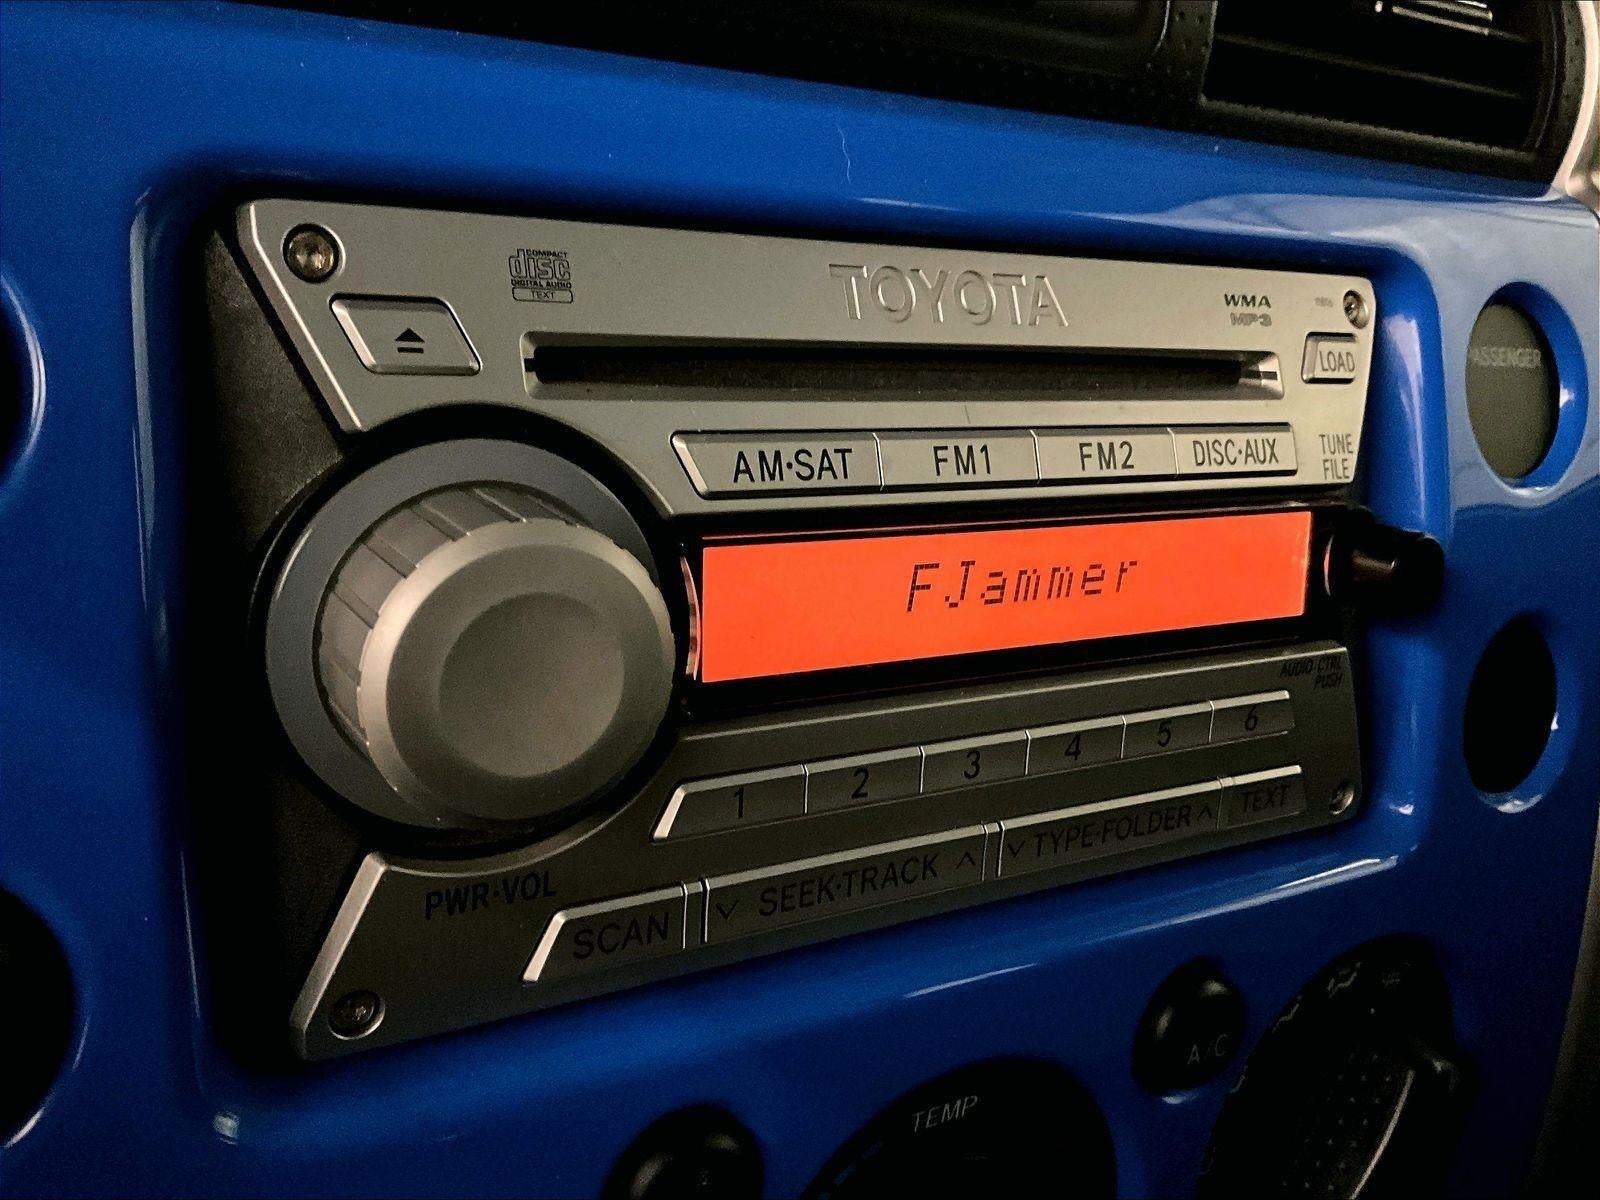 COMPACT
disc
DIGITAL AUDIO
TEXT
TOYOTA
WMA
MP3
LOAD
AM·SAT FM1 FM2 DISC·AUX
TUNE
FILE
PASSENGER
FJammer
AUDIO CTRL
PUSH
1 2 3 4 5 6
PWR·VOL
SCAN ∨ SEEK·TRACK ∧ ∨ TYPE·FOLDER ∧ TEXT
A/C
TEMP